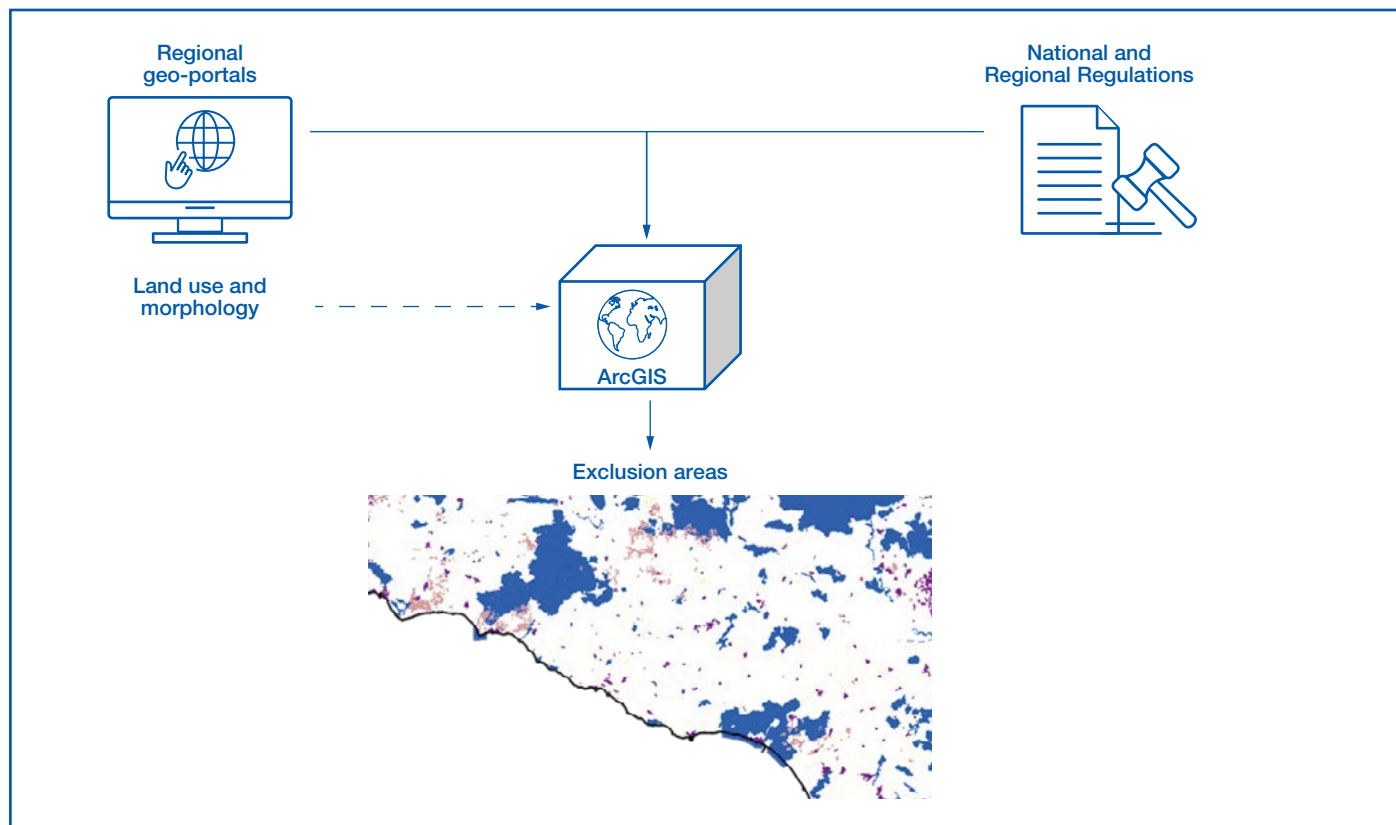 Regional
geo-portals
National and
Regional Regulations
Land use and
morphology
ArcGIS
Exclusion areas